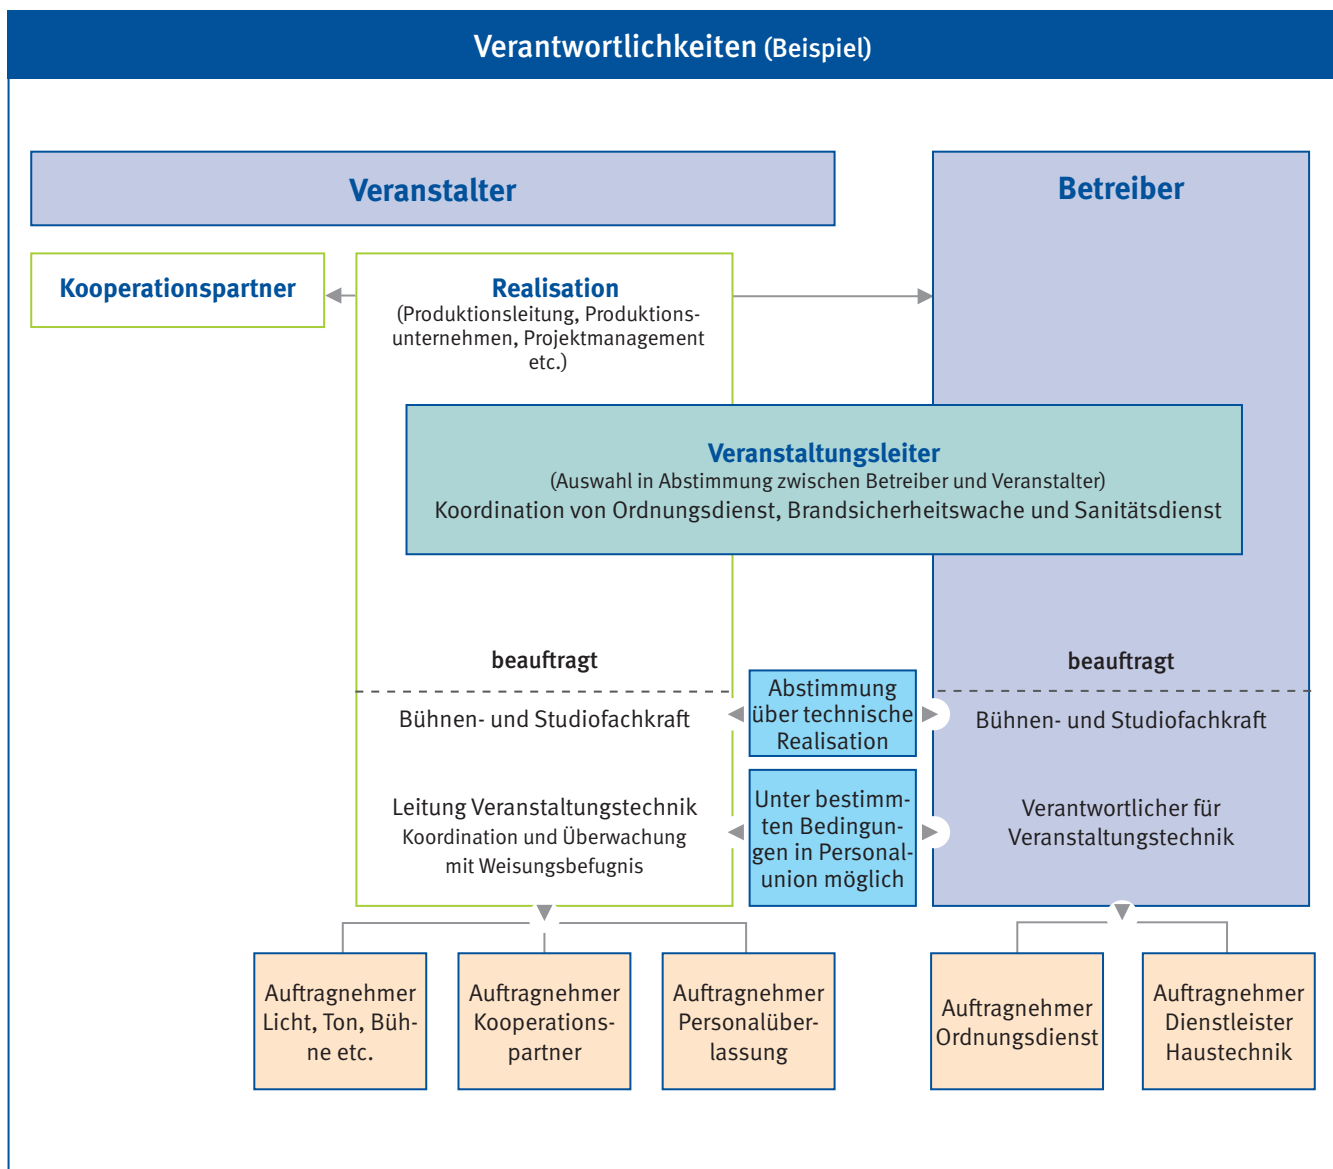 Verantwortlichkeiten (Beispiel)
Veranstalter
Betreiber
Kooperationspartner
Realisation
(Produktionsleitung, Produktions-
unternehmen, Projektmanagement
etc.)
Veranstaltungsleiter
(Auswahl in Abstimmung zwischen Betreiber und Veranstalter)
Koordination von Ordnungsdienst, Brandsicherheitswache und Sanitätsdienst
beauftragt
Bühnen- und Studiofachkraft
Leitung Veranstaltungstechnik
Koordination und Überwachung
mit Weisungsbefugnis
Abstimmung
über technische
Realisation
Unter bestimm-
ten Bedingun-
gen in Personal-
union möglich
beauftragt
Bühnen- und Studiofachkraft
Verantwortlicher für
Veranstaltungstechnik
Auftragnehmer
Licht, Ton, Büh-
ne etc.
Auftragnehmer
Kooperations-
partner
Auftragnehmer
Personalüber-
lassung
Auftragnehmer
Ordnungsdienst
Auftragnehmer
Dienstleister
Haustechnik